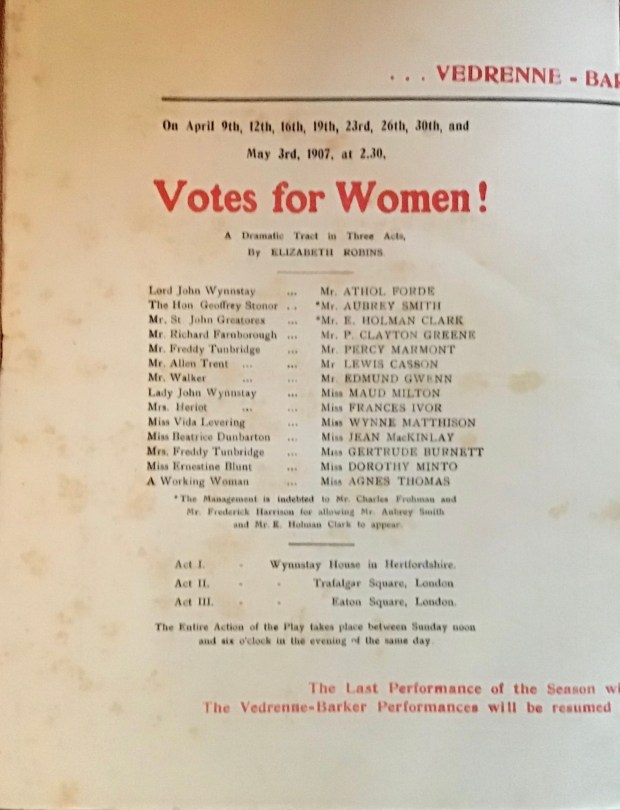 . . . VEDRENNE - BAR
On April 9th, 12th, 16th, 19th, 23rd, 26th, 30th, and
May 3rd, 1907, at 2.30.
Votes for Women!
A Dramatic Tract in Three Acts,
By ELIZABETH ROBINS.
Lord John Wynnstay ... Mr. ATHOL FORDE
The Hon Geoffrey Stonor . . *Mr. AUBREY SMITH
Mr. St John Greatorex ... *Mr. E. HOLMAN CLARK
Mr. Richard Farnborough ... Mr. P. CLAYTON GREENE
Mr. Freddy Tunbridge ... Mr. PERCY MARMONT
Mr. Allen Trent ... ... Mr LEWIS CASSON
Mr. Walker ... ... Mr. EDMUND GWENN
Lady John Wynnstay ... Miss MAUD MILTON
Mrs. Heriot ... ... Miss FRANCES IVOR
Miss Vida Levering ... Miss WYNNE MATTHISON
Miss Beatrice Dunbarton ... Miss JEAN MacKINLAY
Mrs. Freddy Tunbridge ... Miss GERTRUDE BURNETT
Miss Ernestine Blunt ... Miss DOROTHY MINTO
A Working Woman ... Miss AGNES THOMAS
*The Management is indebted to Mr. Charles Frohman and
Mr. Frederick Harrison for allowing Mr. Aubrey Smith
and Mr. E. Holman Clark to appear.
Act I. - Wynnstay House in Hertfordshire.
Act II. - - Trafalgar Square, London
Act III. - - Eaton Square, London.
The Entire Action of the Play takes place between Sunday noon
and six o'clock in the evening of the same day.
The Last Performance of the Season wi
The Vedrenne-Barker Performances will be resumed